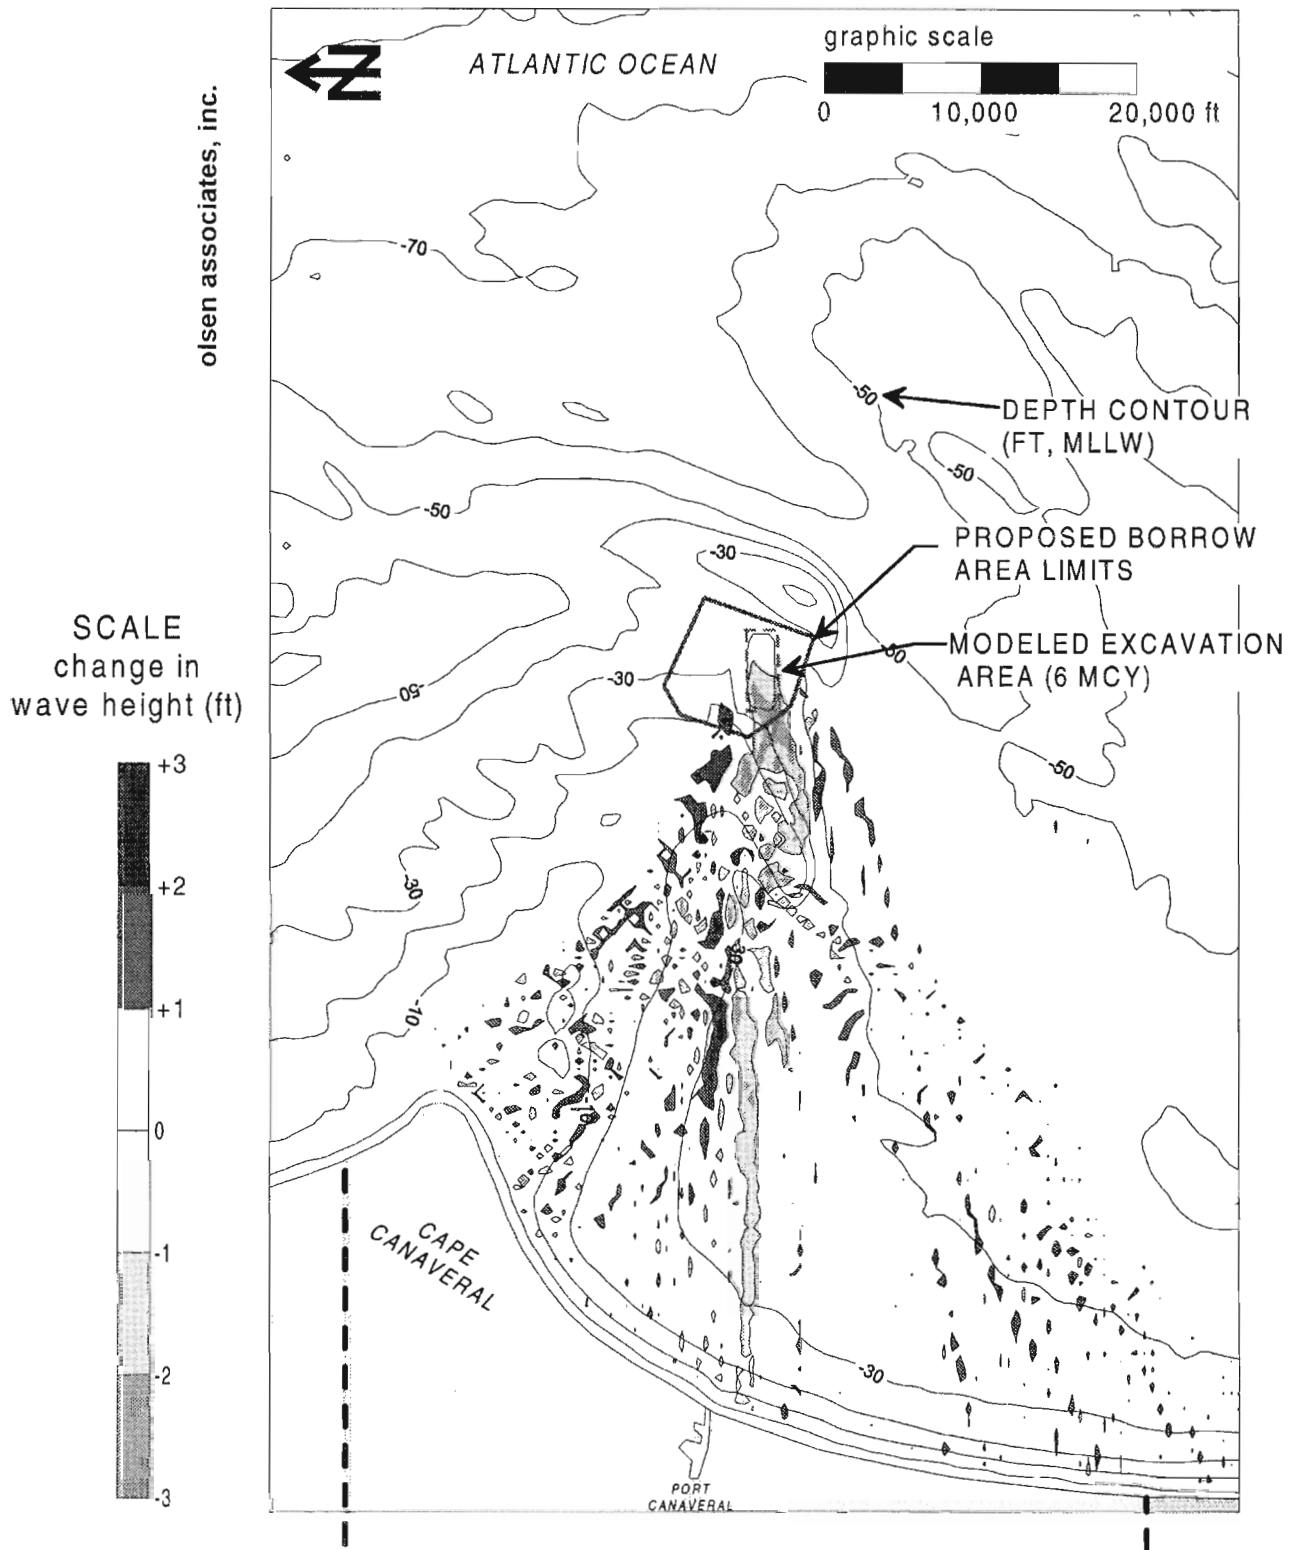 ATLANTIC OCEAN
graphic scale
0 10,000 20,000 ft
N
olsen associates, inc.
-70
-50
DEPTH CONTOUR
(FT, MLLW)
-50
-50
-30
PROPOSED BORROW
AREA LIMITS
-50
MODELED EXCAVATION
AREA (6 MCY)
-30
-50
-50
SCALE
change in
wave height (ft)
+3
+2
+1
0
-1
-2
-3
-30
-30
-10
-10
CAPE
CANAVERAL
-30
PORT
CANAVERAL